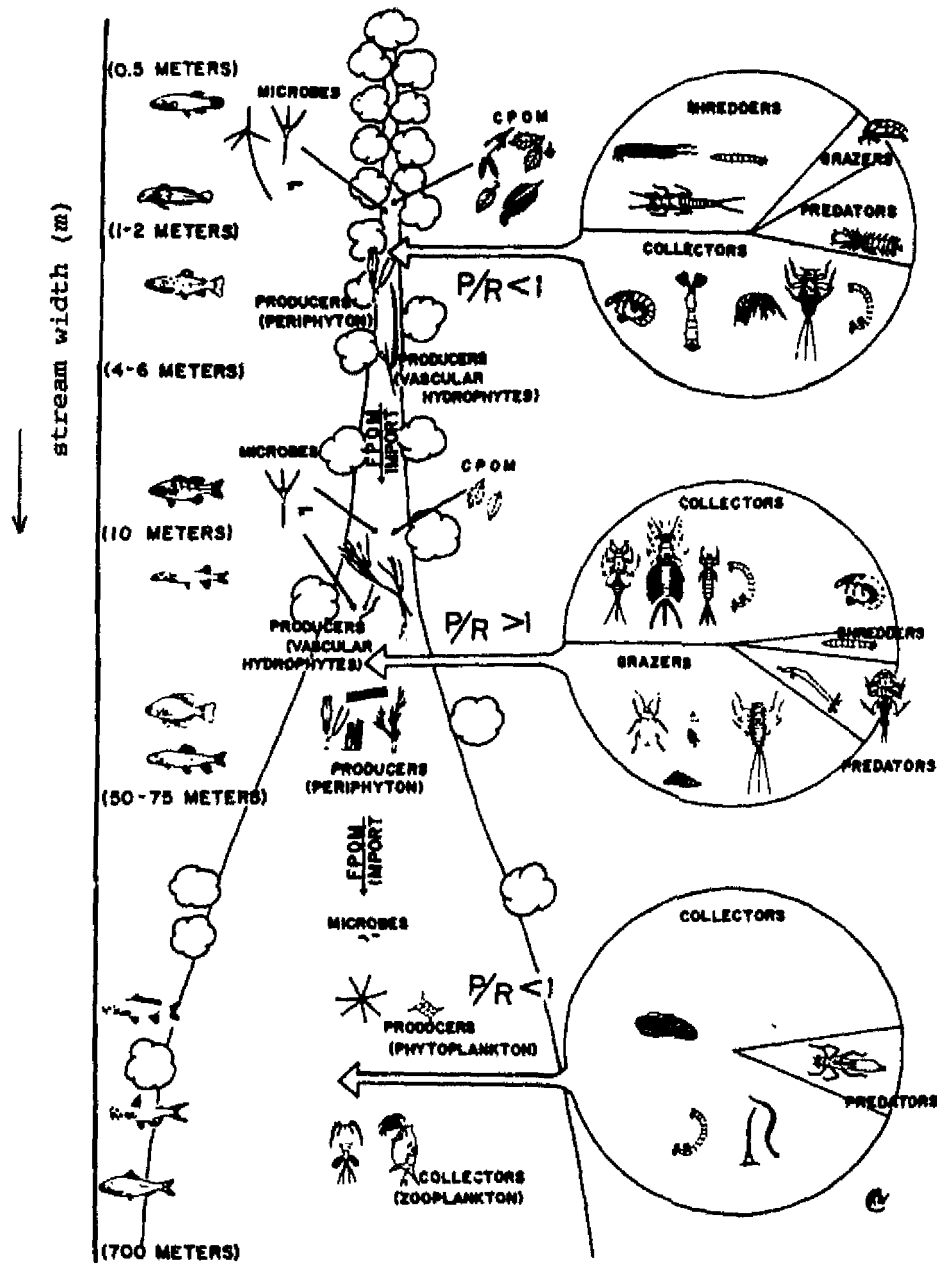 stream width (m)
(0.5 METERS)
MICROBES
CPOM
SHREDDERS
GRAZERS
PREDATORS
COLLECTORS
(1-2 METERS)
P/R<1
PRODUCERS
(PERIPHYTON)
(4-6 METERS)
PRODUCERS
(VASCULAR
HYDROPHYTES)
FPOM
IMPORT
MICROBES
CPOM
(10 METERS)
COLLECTORS
SHREDDERS
GRAZERS
PREDATORS
P/R >1
PRODUCERS
(VASCULAR
HYDROPHYTES)
PRODUCERS
(PERIPHYTON)
(50-75 METERS)
FPOM
IMPORT
MICROBES
COLLECTORS
PREDATORS
P/R<1
PRODUCERS
(PHYTOPLANKTON)
COLLECTORS
(ZOOPLANKTON)
(700 METERS)